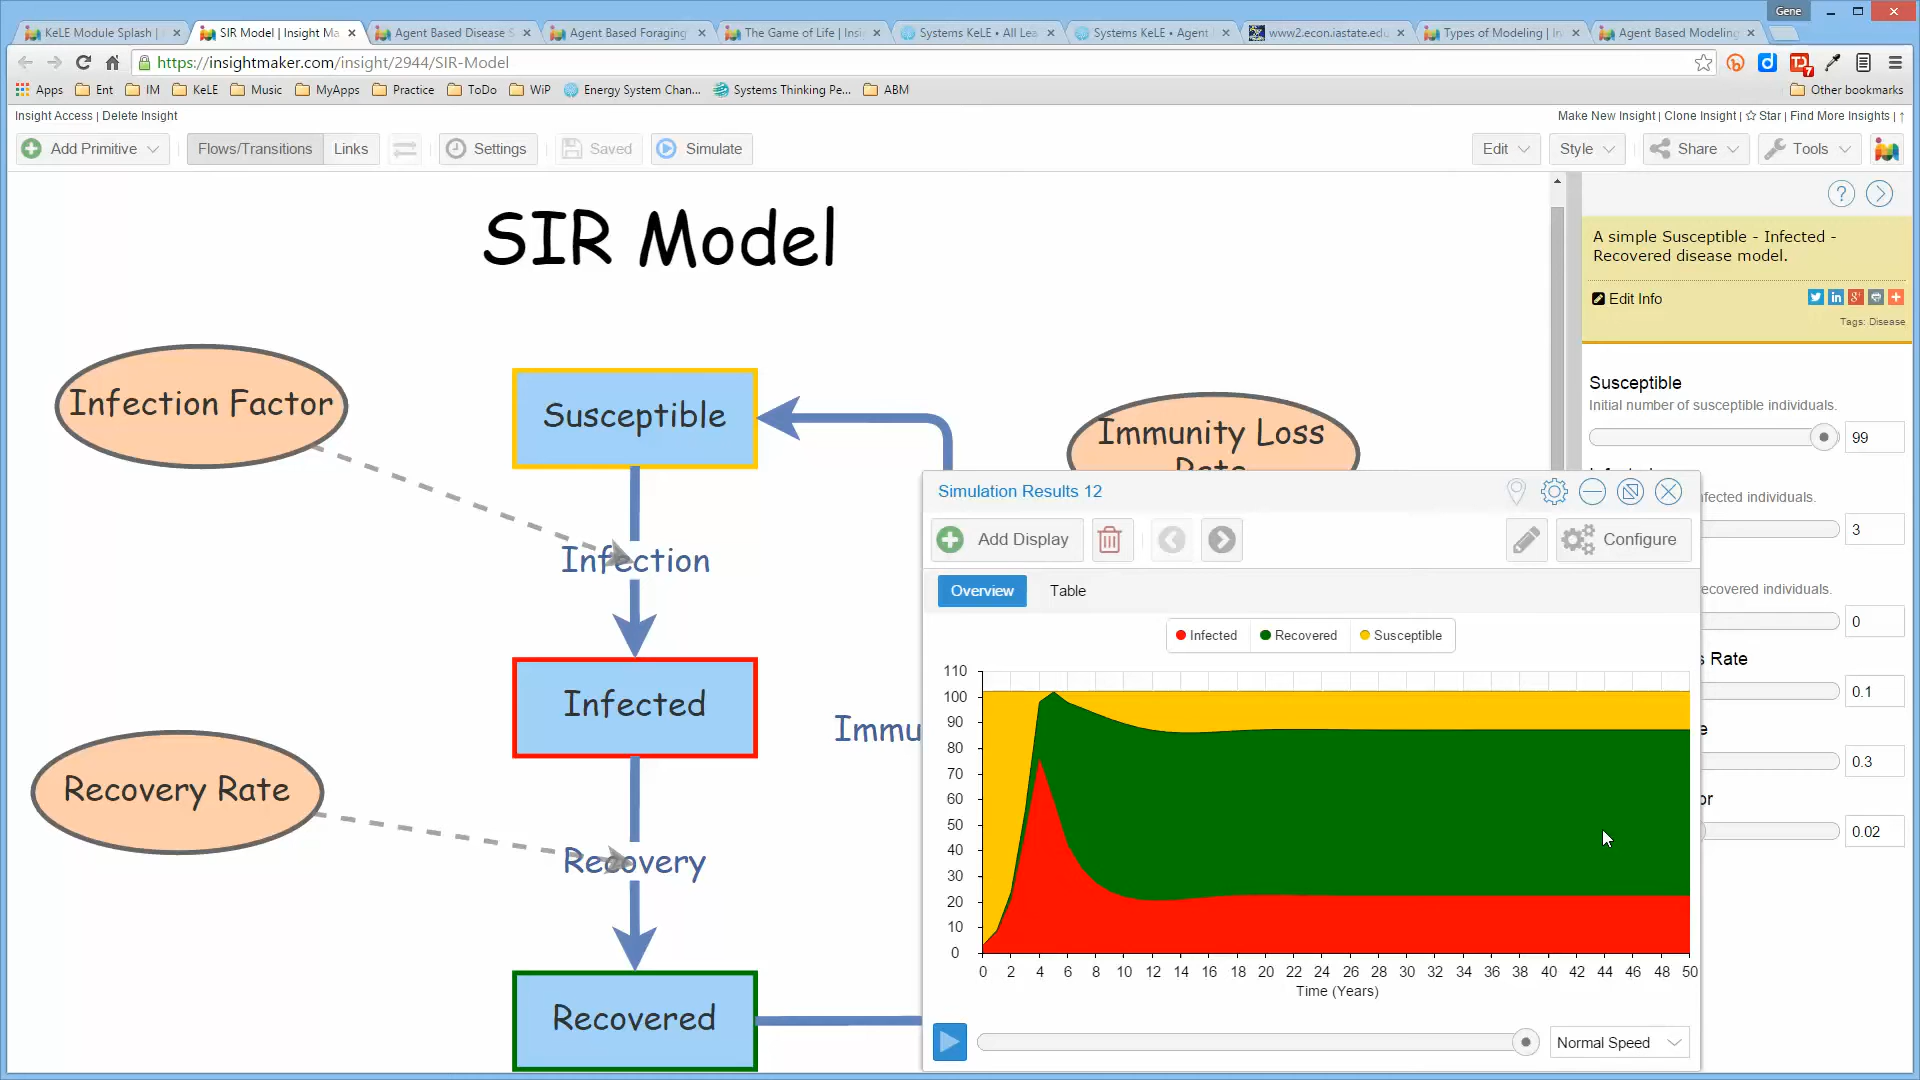 Gene
KeLE Module Splash |
SIR Model | Insight Ma
Agent Based Disease S
Agent Based Foraging
The Game of Life | Insi
Systems KeLE • All Lea
Systems KeLE • Agent
www2.econ.iastate.edu
Types of Modeling | In
Agent Based Modeling
https://insightmaker.com/insight/2944/SIR-Model
Apps
Ent
IM
KeLE
Music
MyApps
Practice
ToDo
WiP
Energy System Chan...
Systems Thinking Pe...
ABM
Other bookmarks
Insight Access | Delete Insight
Make New Insight | Clone Insight | ☆ Star | Find More Insights | ↑
Add Primitive
Flows/Transitions
Links
Settings
Saved
Simulate
Edit
Style
Share
Tools
SIR Model
A simple Susceptible - Infected -
Recovered disease model.
Edit Info
Tags: Disease
Infection Factor
Susceptible
Immunity Loss
Rate
Infection
Infected
Immu
Recovery Rate
Recovery
Recovered
Susceptible
Initial number of susceptible individuals.
99
fected individuals.
3
ecovered individuals.
0
s Rate
0.1
e
0.3
or
0.02
Simulation Results 12
Add Display
Configure
Overview
Table
Infected
Recovered
Susceptible
110
100
90
80
70
60
50
40
30
20
10
0
0 2 4 6 8 10 12 14 16 18 20 22 24 26 28 30 32 34 36 38 40 42 44 46 48 50
Time (Years)
Normal Speed